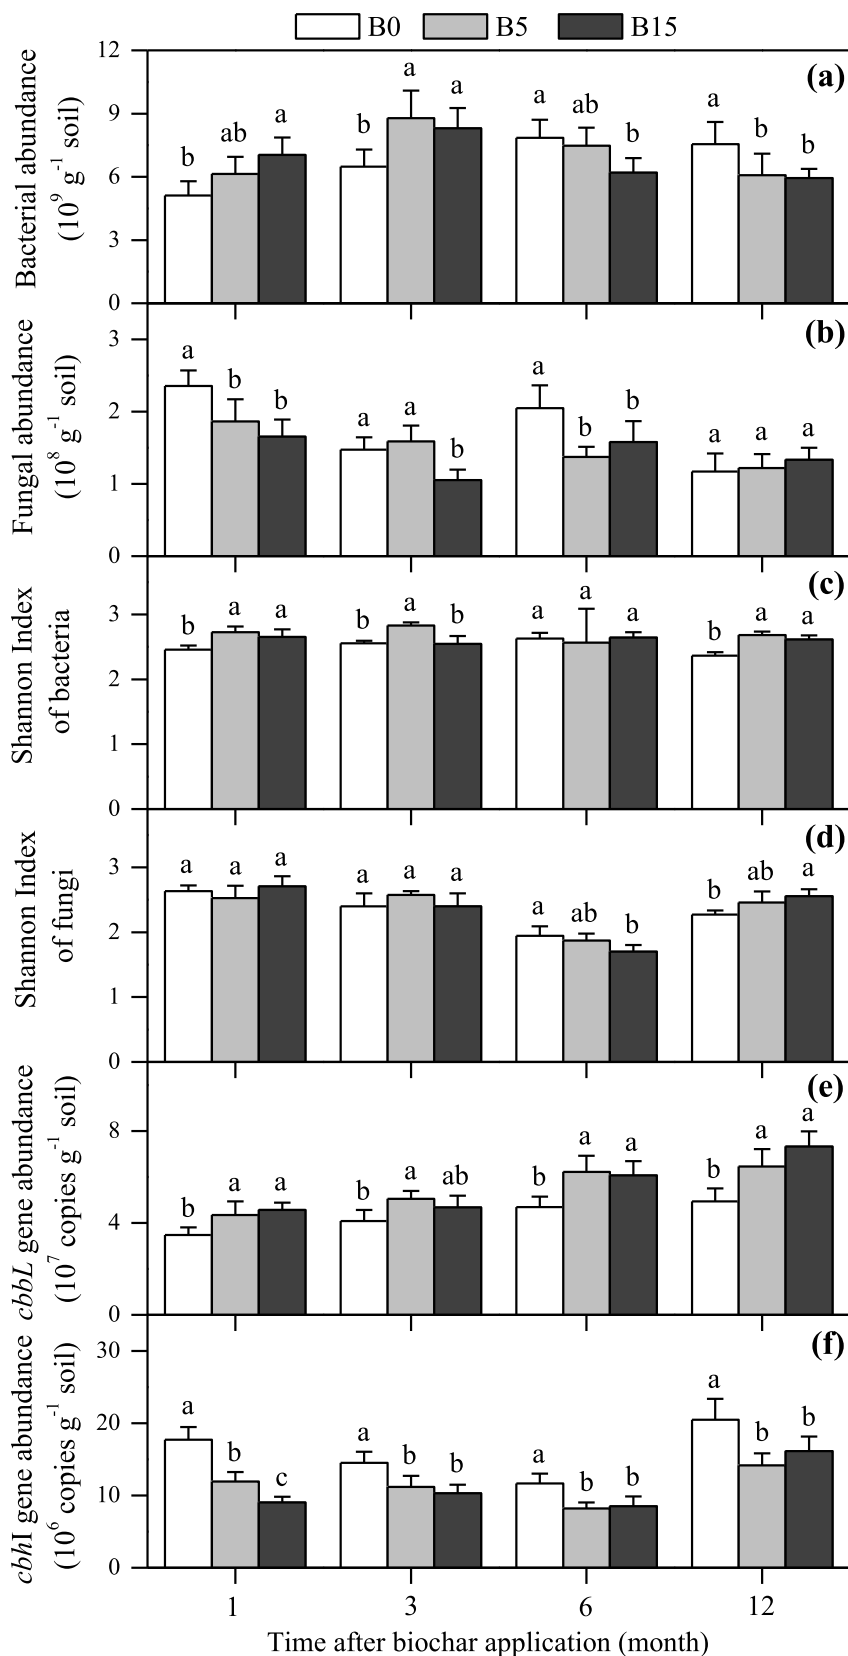 B0 B5 B15
(a)
Bacterial abundance
(10⁹ g⁻¹ soil)
12
9
6
3
0
b ab a b a a a ab b a b b
(b)
Fungal abundance
(10⁸ g⁻¹ soil)
3
2
1
0
a b b a a b a b b a a a
(c)
Shannon Index
of bacteria
3
2
1
0
b a a b a b a a a b a a
(d)
Shannon Index
of fungi
3
2
1
0
a a a a a a a ab b b ab a
(e)
cbbL gene abundance
(10⁷ copies g⁻¹ soil)
8
4
0
b a a b a ab b a a b a a
(f)
cbhI gene abundance
(10⁶ copies g⁻¹ soil)
30
20
10
0
a b c a b b a b b a b b
1 3 6 12
Time after biochar application (month)